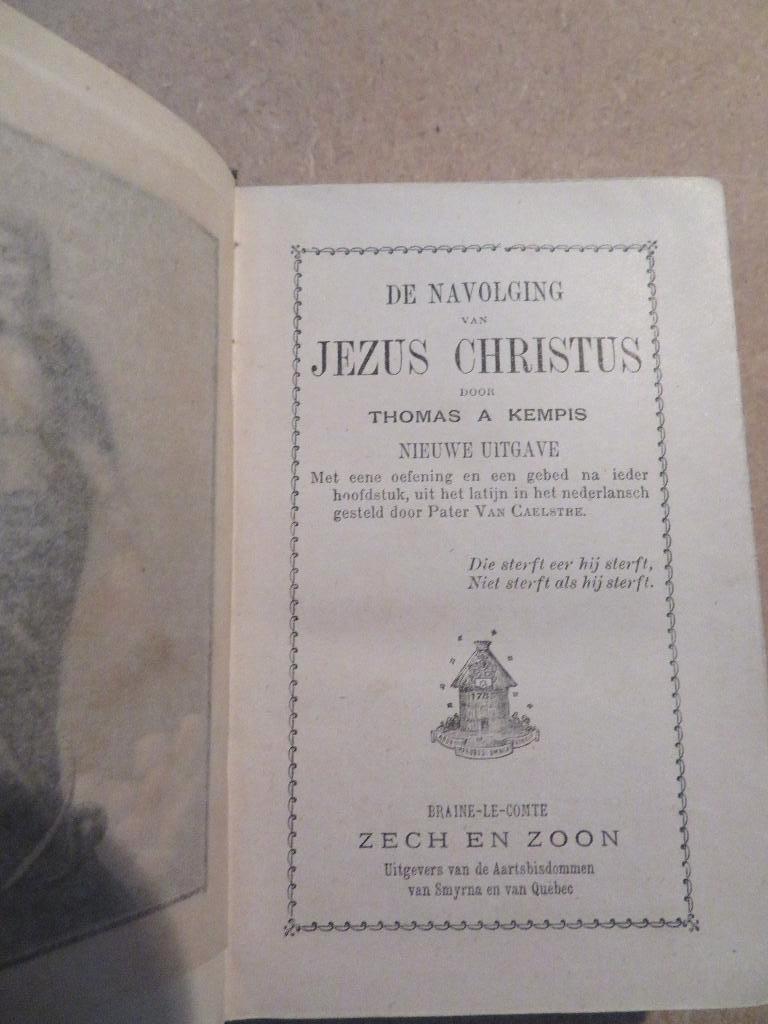 DE NAVOLGING
VAN
JEZUS CHRISTUS
DOOR
THOMAS A KEMPIS
NIEUWE UITGAVE
Met eene oefening en een gebed na ieder
hoofdstuk, uit het latijn in het nederlansch
gesteld door Pater VAN CAELSTRE.
Die sterft eer hij sterft,
Niet sterft als hij sterft.
BRAINE-LE-COMTE
ZECH EN ZOON
Uitgevers van de Aartsbisdommen
van Smyrna en van Québec